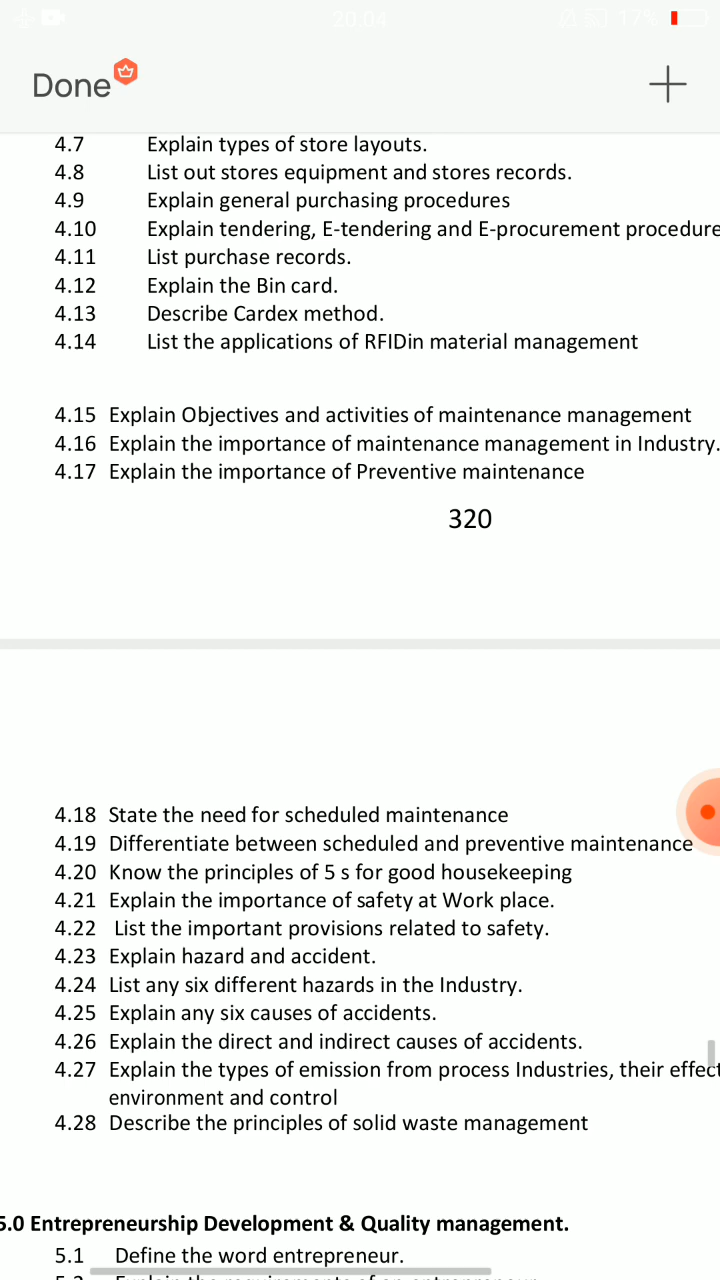 20:04
17%
Done
4.7 Explain types of store layouts.
4.8 List out stores equipment and stores records.
4.9 Explain general purchasing procedures
4.10 Explain tendering, E-tendering and E-procurement procedure
4.11 List purchase records.
4.12 Explain the Bin card.
4.13 Describe Cardex method.
4.14 List the applications of RFIDin material management
4.15 Explain Objectives and activities of maintenance management
4.16 Explain the importance of maintenance management in Industry.
4.17 Explain the importance of Preventive maintenance
320
4.18 State the need for scheduled maintenance
4.19 Differentiate between scheduled and preventive maintenance
4.20 Know the principles of 5 s for good housekeeping
4.21 Explain the importance of safety at Work place.
4.22 List the important provisions related to safety.
4.23 Explain hazard and accident.
4.24 List any six different hazards in the Industry.
4.25 Explain any six causes of accidents.
4.26 Explain the direct and indirect causes of accidents.
4.27 Explain the types of emission from process Industries, their effect
environment and control
4.28 Describe the principles of solid waste management
5.0 Entrepreneurship Development & Quality management.
5.1 Define the word entrepreneur.